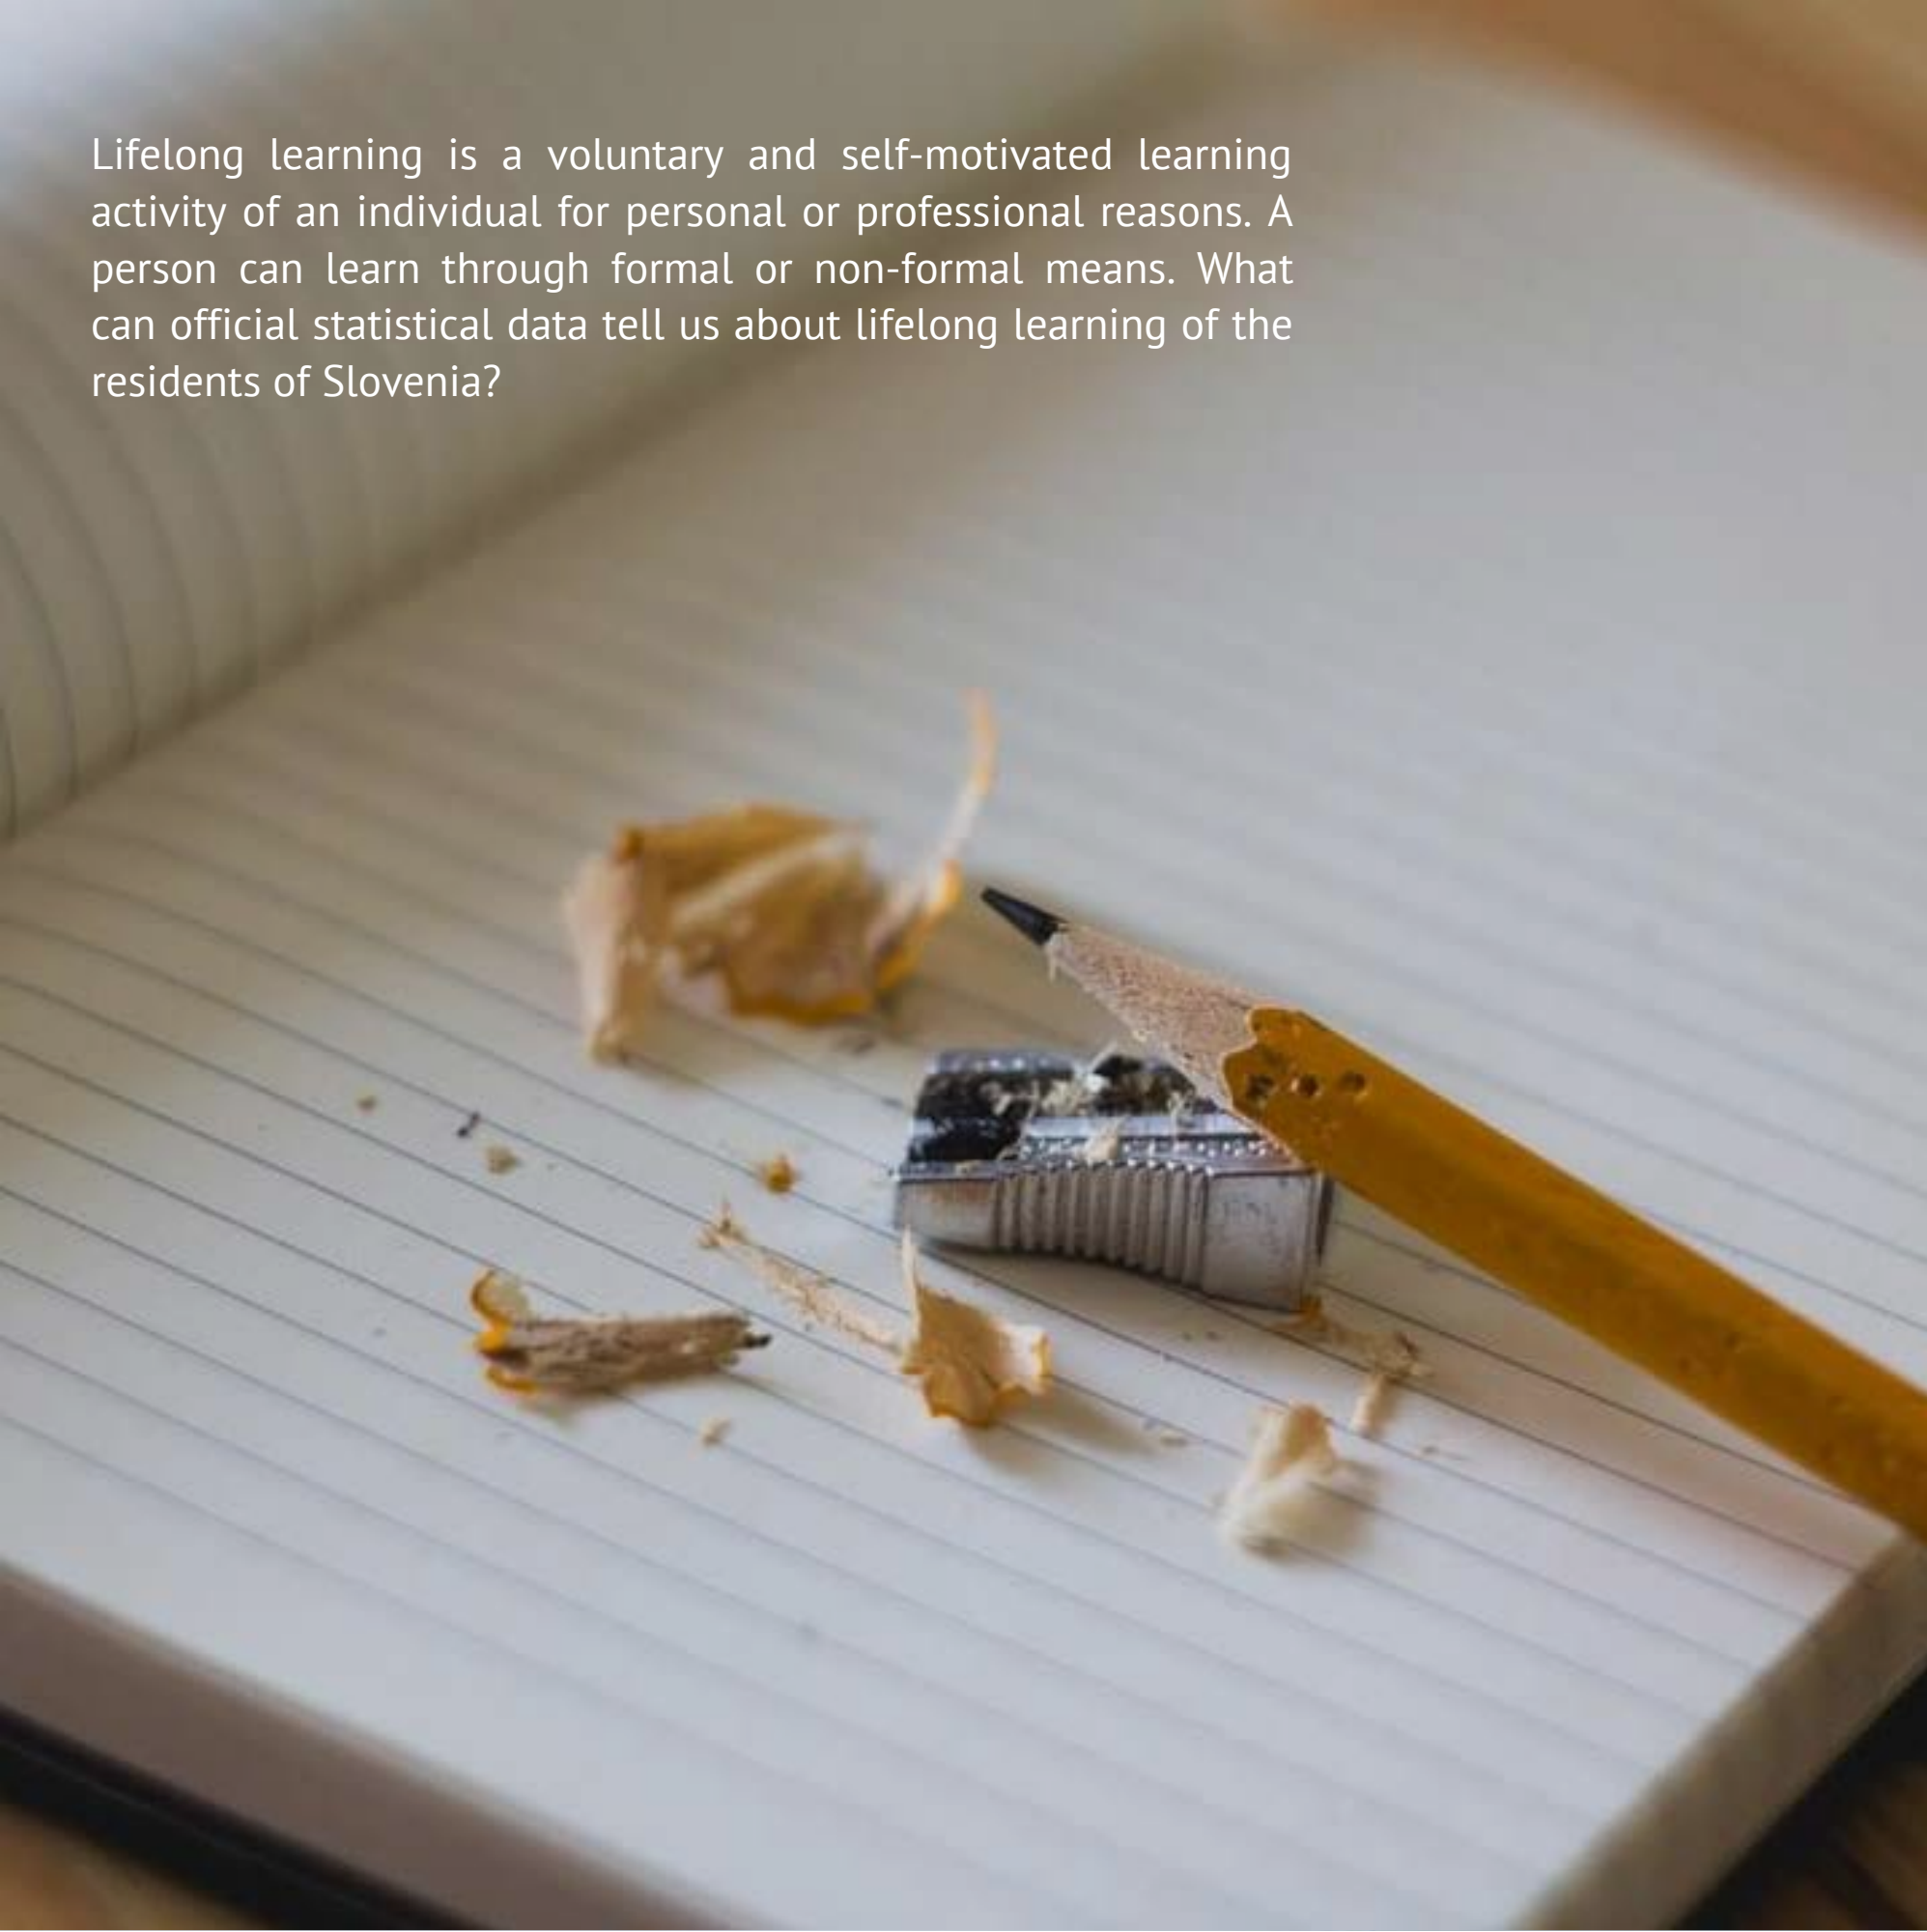 Lifelong learning is a voluntary and self-motivated learning
activity of an individual for personal or professional reasons. A
person can learn through formal or non-formal means. What
can official statistical data tell us about lifelong learning of the
residents of Slovenia?